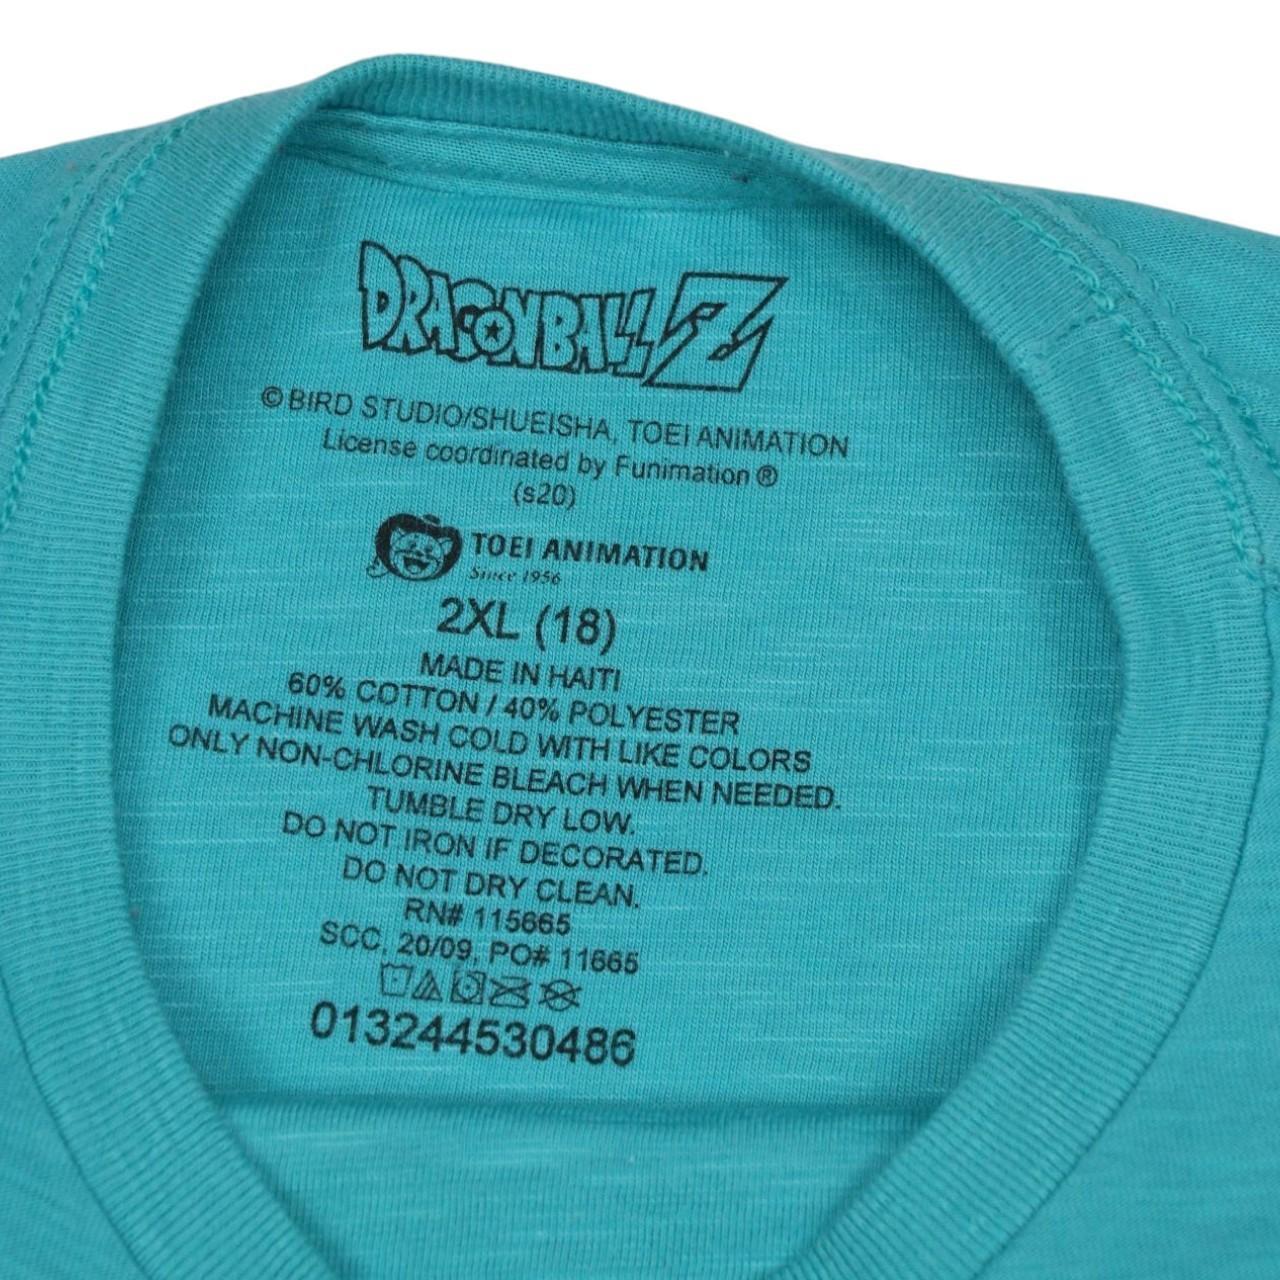 DRAGONBALL Z
© BIRD STUDIO/SHUEISHA, TOEI ANIMATION
License coordinated by Funimation ®
(s20)
TOEI ANIMATION
Since 1956
2XL (18)
MADE IN HAITI
60% COTTON / 40% POLYESTER
MACHINE WASH COLD WITH LIKE COLORS
ONLY NON-CHLORINE BLEACH WHEN NEEDED.
TUMBLE DRY LOW.
DO NOT IRON IF DECORATED.
DO NOT DRY CLEAN.
RN# 115665
SCC, 20/09, PO# 11665
013244530486